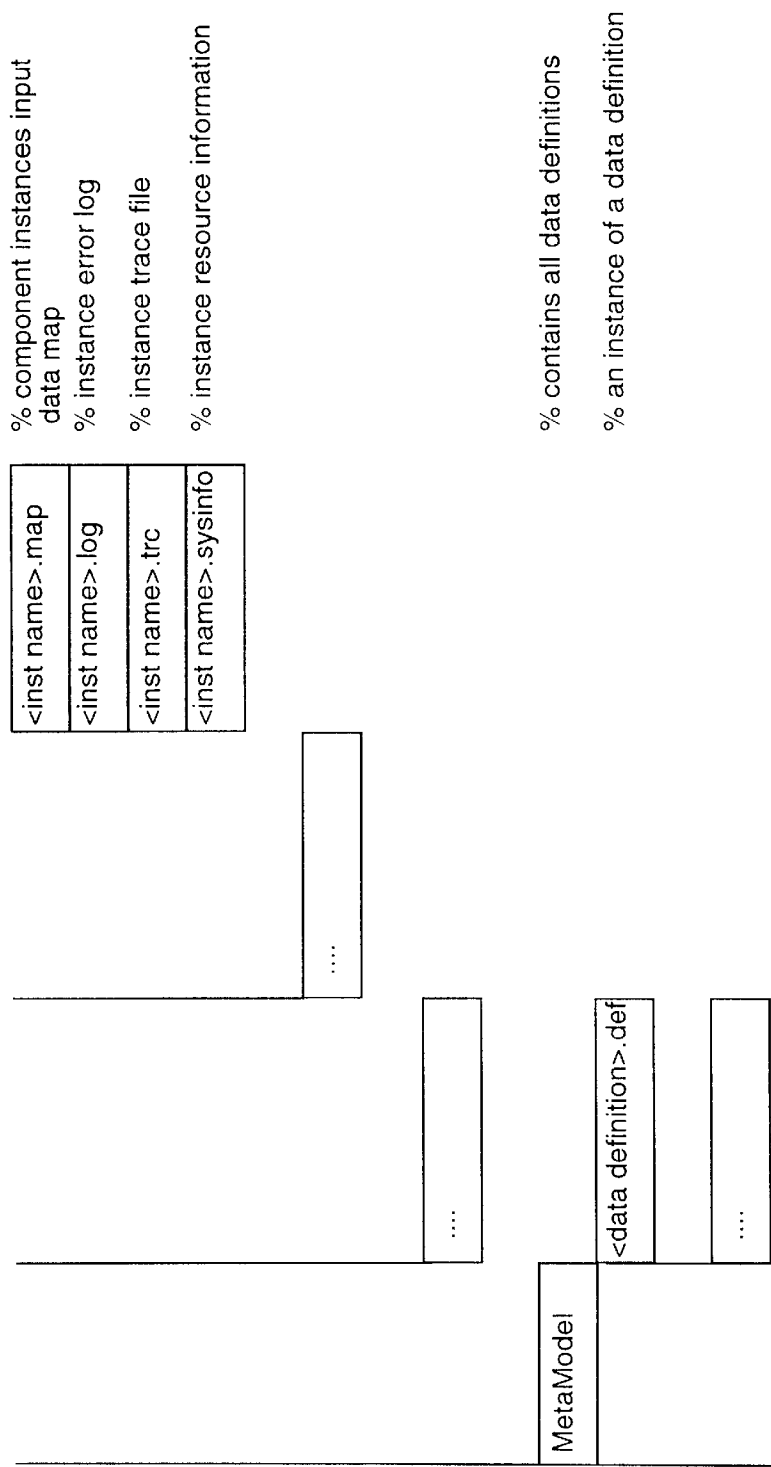 <inst name>.map
% component instances input
data map
<inst name>.log
% instance error log
<inst name>.trc
% instance trace file
<inst name>.sysinfo
% instance resource information
....
....
MetaModel
% contains all data definitions
<data definition>.def
% an instance of a data definition
....